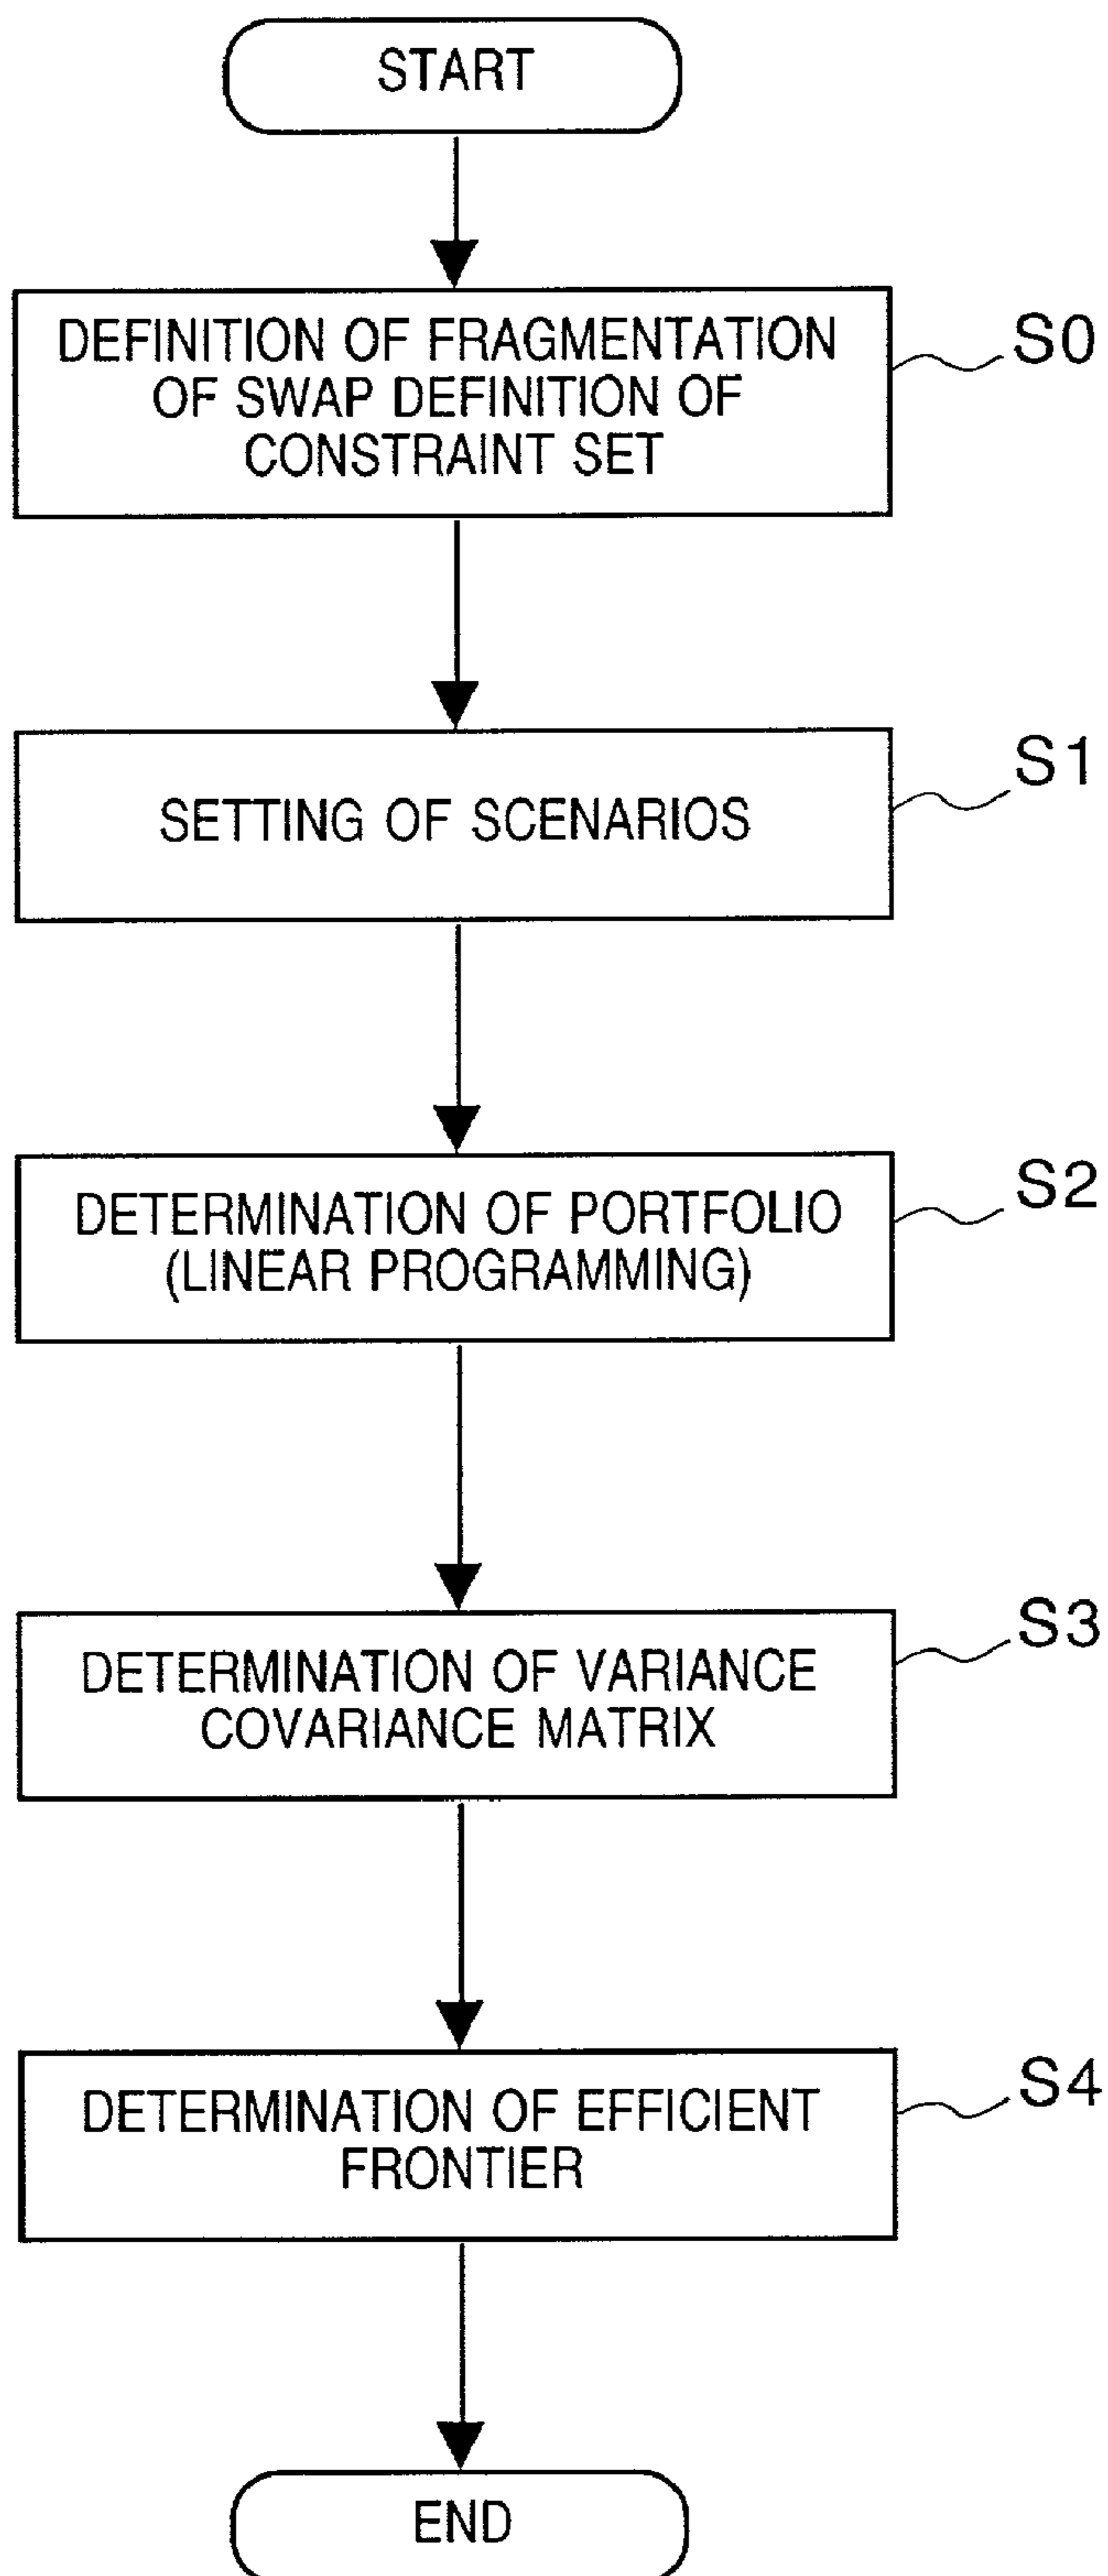 START
DEFINITION OF FRAGMENTATION
OF SWAP DEFINITION OF
CONSTRAINT SET
S0
SETTING OF SCENARIOS
S1
DETERMINATION OF PORTFOLIO
(LINEAR PROGRAMMING)
S2
DETERMINATION OF VARIANCE
COVARIANCE MATRIX
S3
DETERMINATION OF EFFICIENT
FRONTIER
S4
END